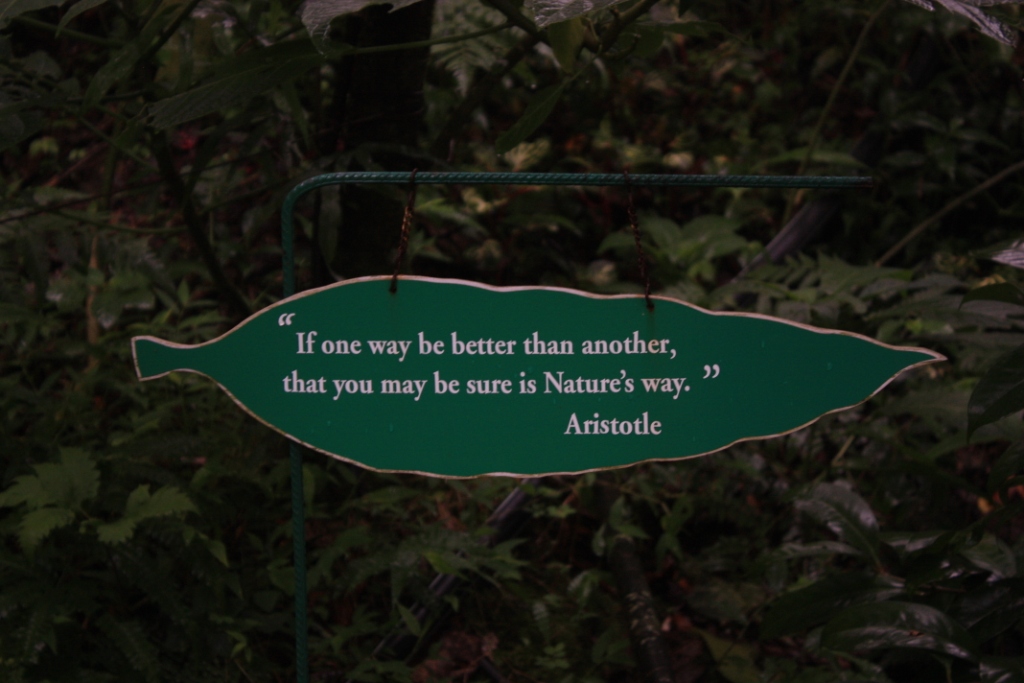 “ If one way be better than another,
that you may be sure is Nature’s way. ”
Aristotle